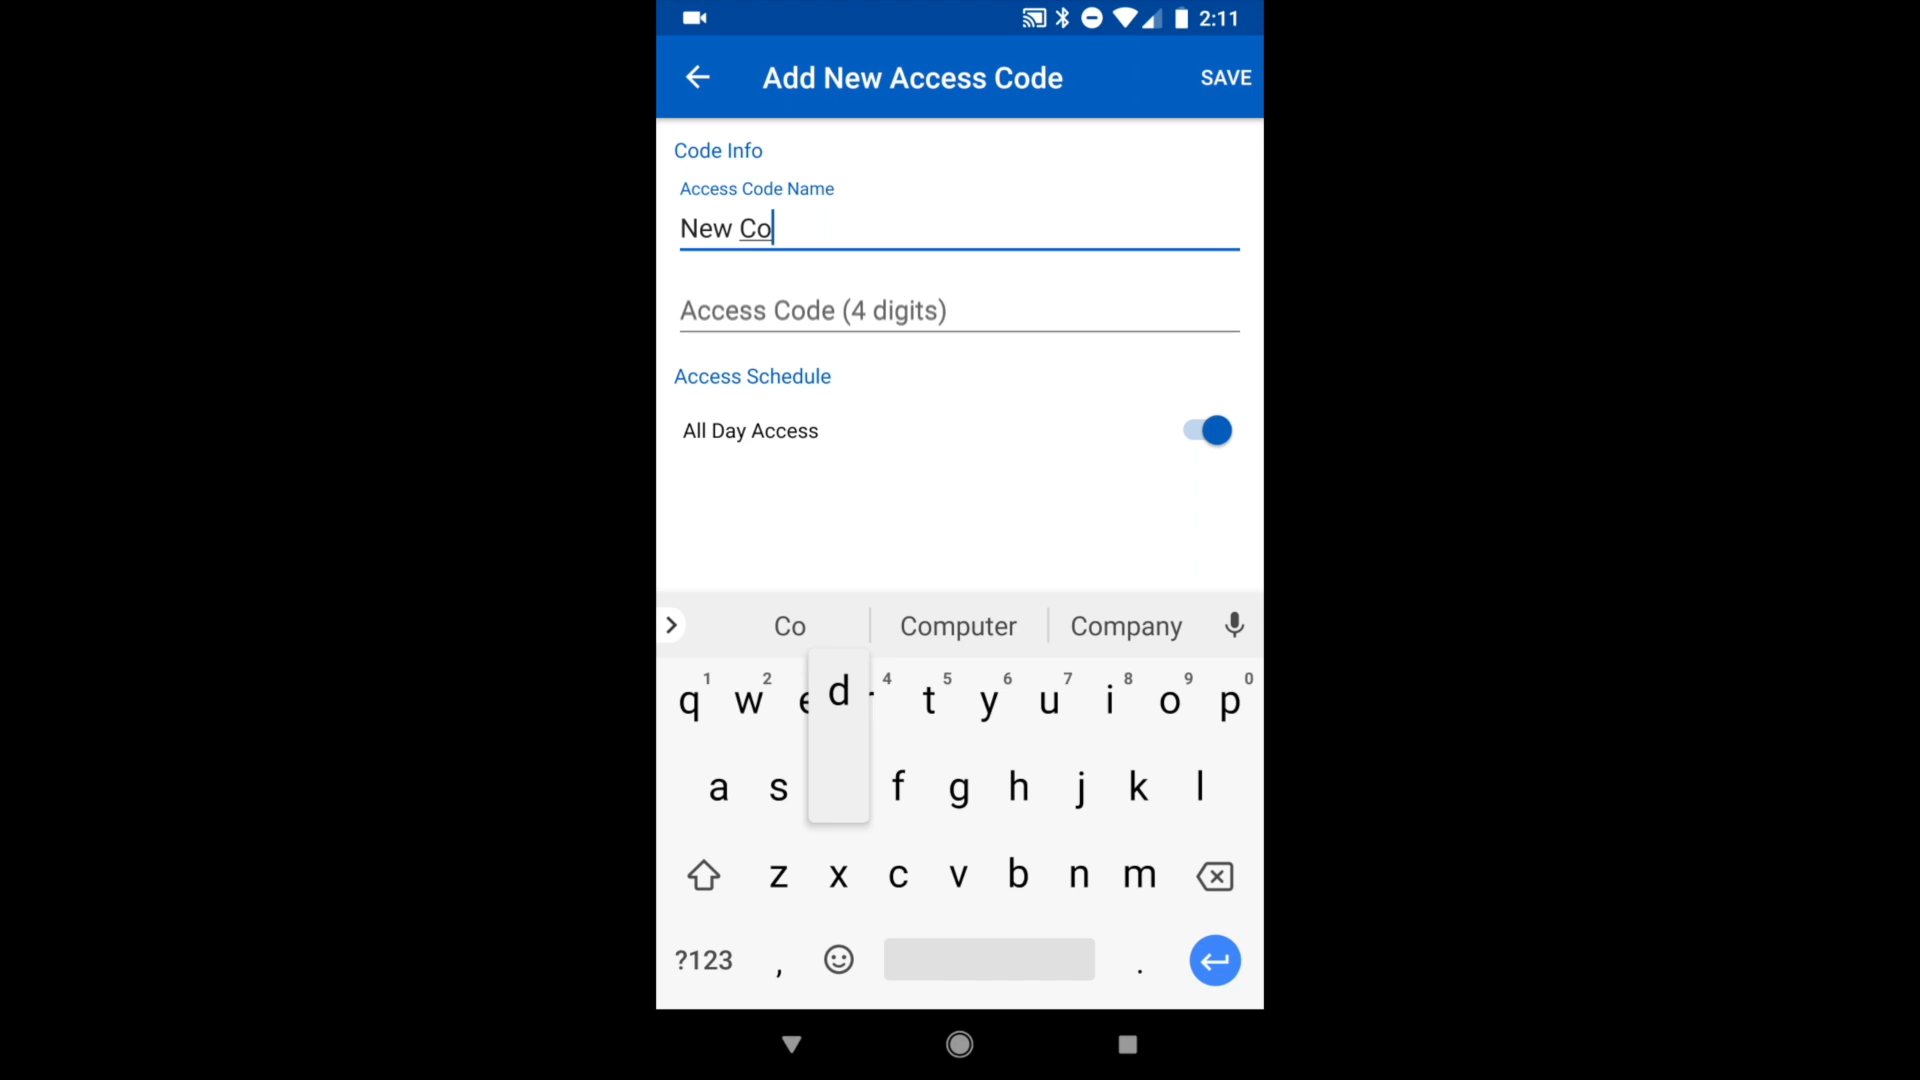 2:11
Add New Access Code SAVE
Code Info
Access Code Name
New Co
Access Code (4 digits)
Access Schedule
All Day Access
Co Computer Company
1 2 4 5 6 7 8 9 0
q w e d t y u i o p
a s f g h j k l
z x c v b n m
?123 , .